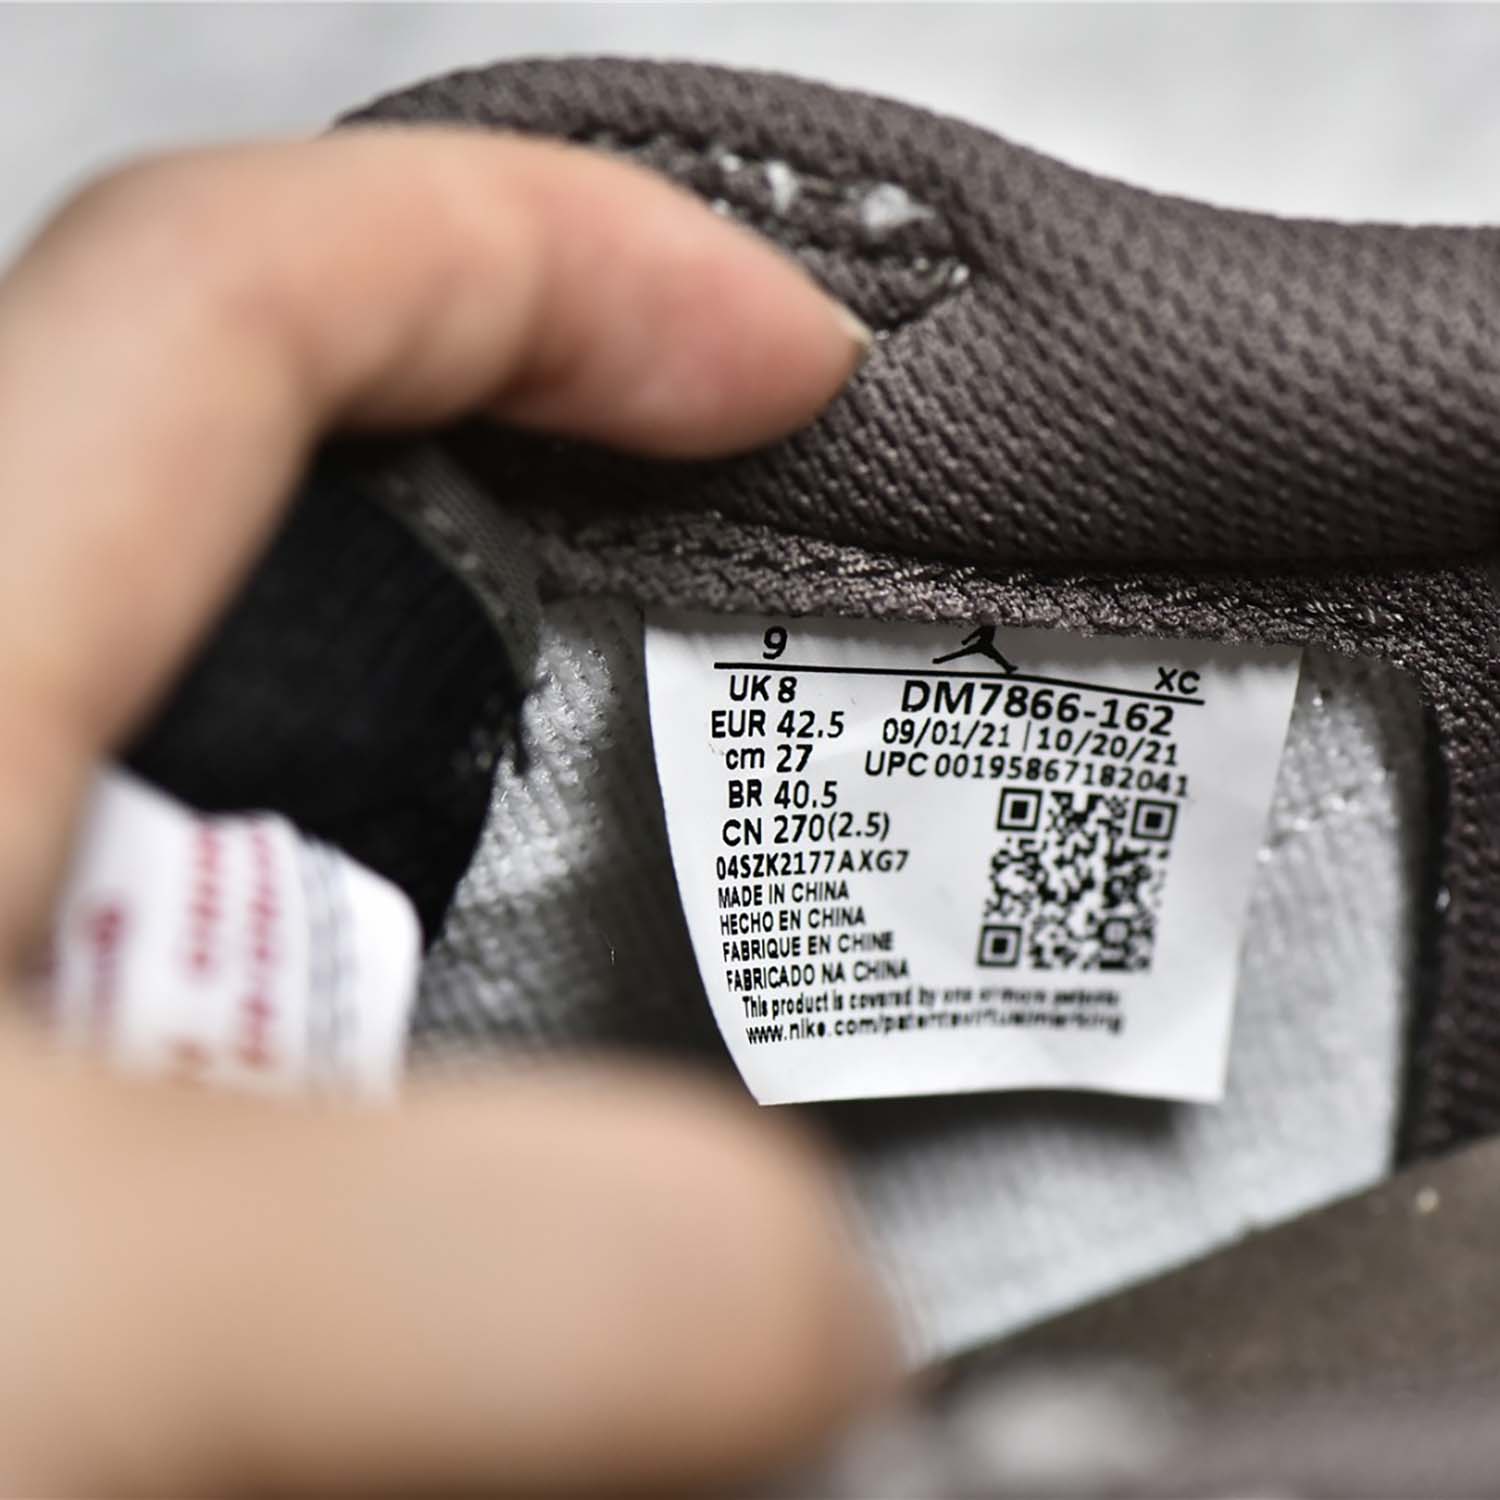 9
XC
UK 8
DM7866-162
EUR 42.5
09/01/21 | 10/20/21
cm 27
UPC 00195867182041
BR 40.5
CN 270(2.5)
04SZK2177AXG7
MADE IN CHINA
HECHO EN CHINA
FABRIQUE EN CHINE
FABRICADO NA CHINA
This product is covered by one or more patents
www.nike.com/patentsvirtualmarking